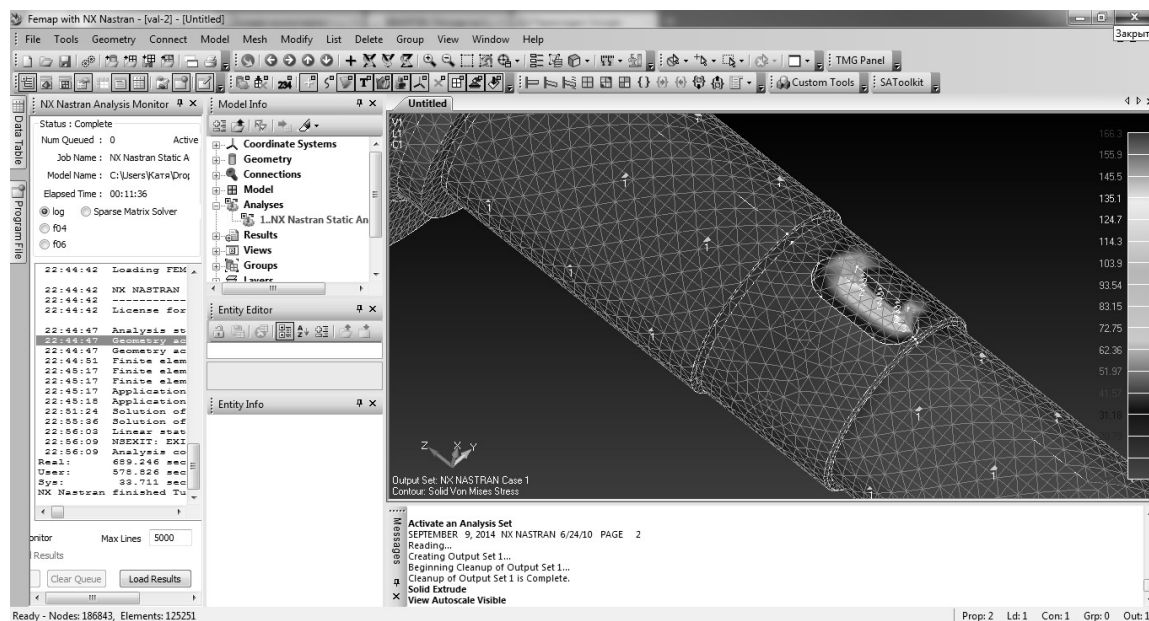 Femap with NX Nastran - [val-2] - [Untitled]
Закрыт
File Tools Geometry Connect Model Mesh Modify List Delete Group View Window Help
TMG Panel
Custom Tools SAToolkit
Data Table
Program File
NX Nastran Analysis Monitor
Status : Complete
Num Queued : 0 Active
Job Name : NX Nastran Static A
Model Name : C:\Users\Катя\Dro
Elapsed Time : 00:11:36
log Sparse Matrix Solver
f04
f06
22:44:42 Loading FEM
22:44:42 NX NASTRAN
22:44:42 ------------
22:44:42 License for
22:44:47 Analysis st
22:44:47 Geometry ac
22:44:47 Geometry ac
22:44:51 Finite elem
22:45:17 Finite elem
22:45:17 Finite elem
22:45:17 Application
22:45:18 Application
22:51:24 Solution of
22:55:36 Solution of
22:56:03 Linear stat
22:56:09 NSEXIT: EXI
22:56:09 Analysis co
Real: 689.246 sec
User: 578.826 sec
Sys: 33.711 sec
NX Nastran finished Tu
onitor Max Lines 5000
l Results
Clear Queue Load Results
Model Info
Coordinate Systems
Geometry
Connections
Model
Analyses
1..NX Nastran Static An
Results
Views
Groups
Layers
Entity Editor
Entity Info
Untitled
V1
L1
C1
166.3
155.9
145.5
135.1
124.7
114.3
103.9
93.54
83.15
72.75
62.36
51.97
41.57
31.18
Z X Y
Output Set: NX NASTRAN Case 1
Contour: Solid Von Mises Stress
Messages
Activate an Analysis Set
SEPTEMBER 9, 2014 NX NASTRAN 6/24/10 PAGE 2
Reading...
Creating Output Set 1...
Beginning Cleanup of Output Set 1...
Cleanup of Output Set 1 is Complete.
Solid Extrude
View Autoscale Visible
Ready - Nodes: 186843, Elements: 125251
Prop: 2 Ld: 1 Con: 1 Grp: 0 Out: 1